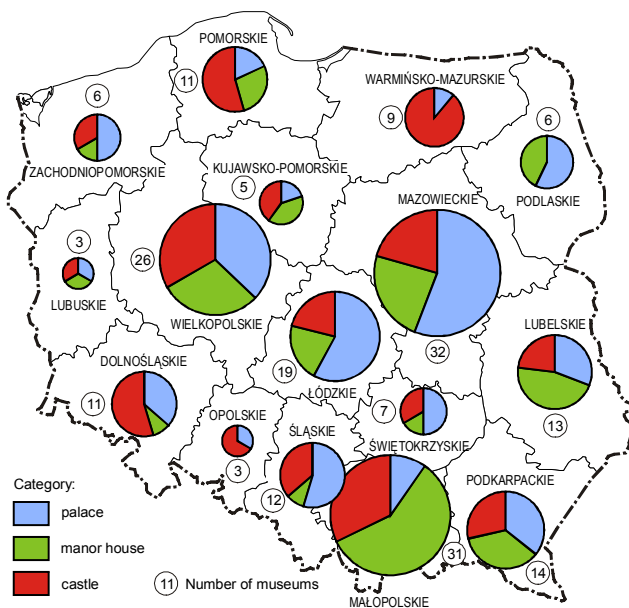 POMORSKIE
11
WARMIŃSKO-MAZURSKIE
9
6
ZACHODNIOPOMORSKIE
6
PODLASKIE
KUJAWSKO-POMORSKIE
5
MAZOWIECKIE
32
3
LUBUSKIE
26
WIELKOPOLSKIE
19
ŁÓDZKIE
LUBELSKIE
13
DOLNOŚLĄSKIE
11
OPOLSKIE
3
ŚLĄSKIE
12
7
ŚWIĘTOKRZYSKIE
31
MAŁOPOLSKIE
PODKARPACKIE
14
Category:
palace
manor house
castle
11 Number of museums